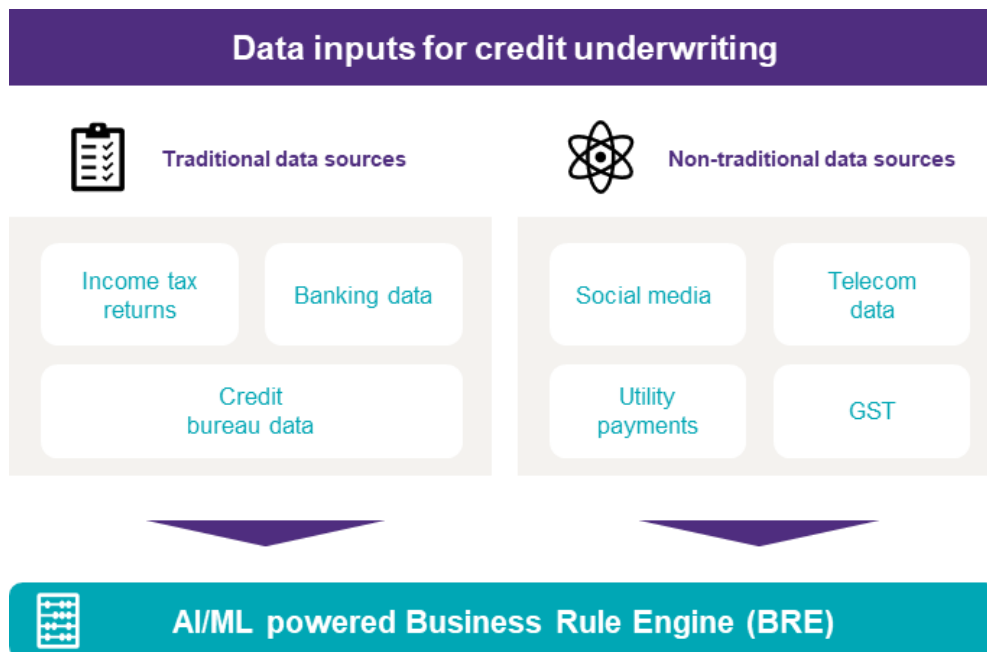 Data inputs for credit underwriting
Traditional data sources
Non-traditional data sources
Income tax
returns
Banking data
Credit
bureau data
Social media
Telecom
data
Utility
payments
GST
AI/ML powered Business Rule Engine (BRE)